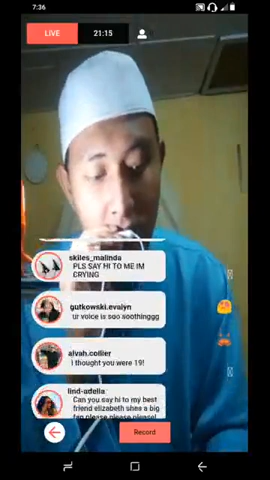 7:36
LIVE
21:15
skiles_malinda
PLS SAY HI TO ME IM
CRYING
gutkowski.evalyn
ur voice is soo soothinggg
alvah.collier
i thought you were 19!
lind-adella
Can you say hi to my best
friend elizabeth shes a big
fan please please please!
Record